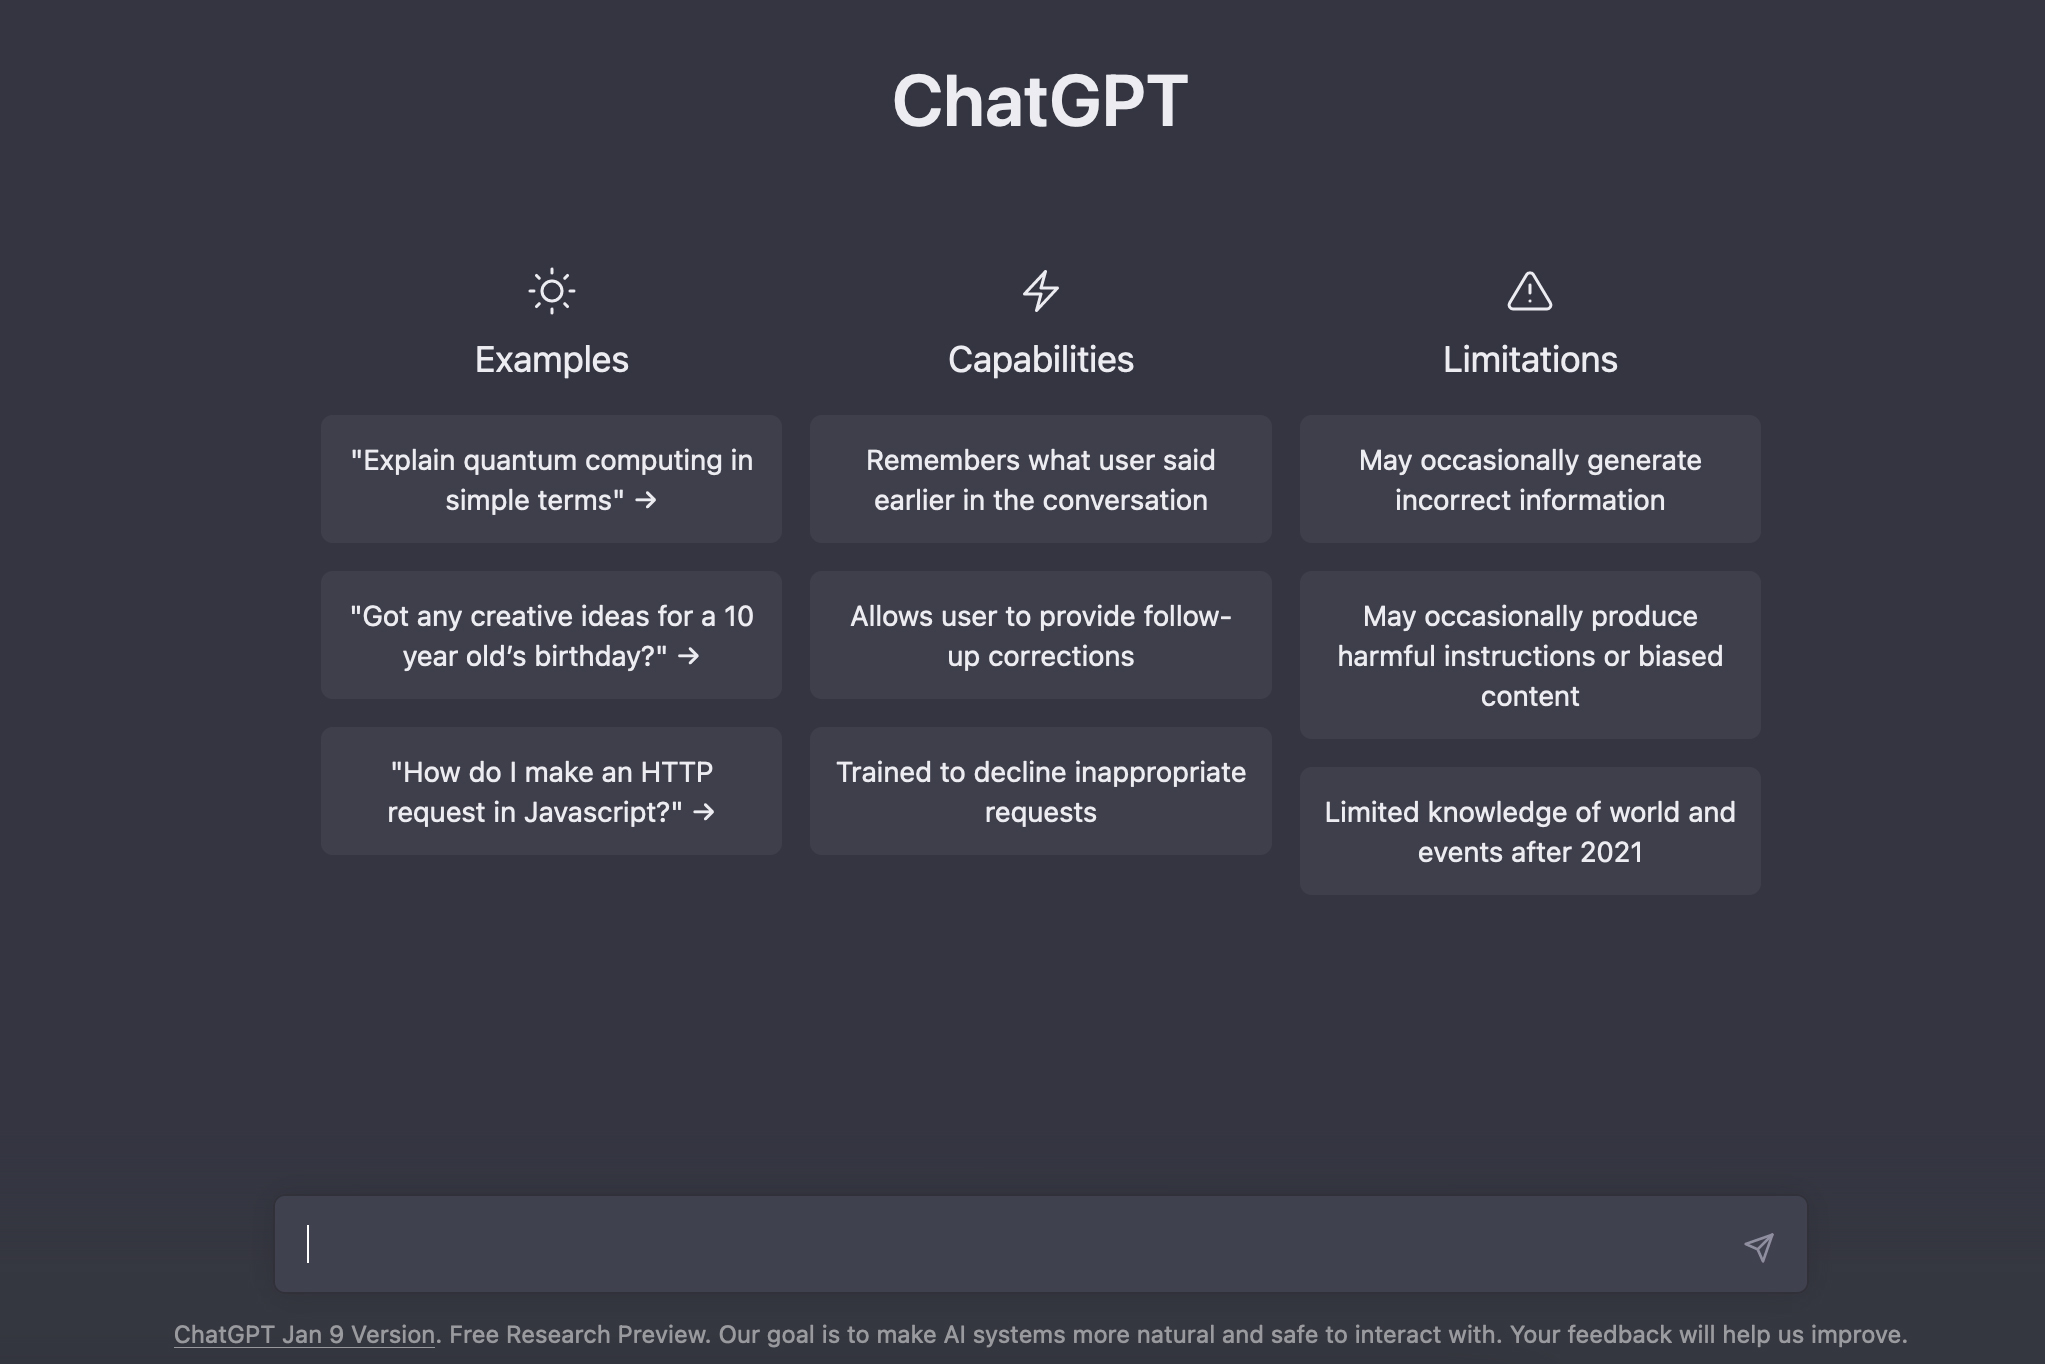 ChatGPT
Examples
"Explain quantum computing in
simple terms" →
"Got any creative ideas for a 10
year old’s birthday?" →
"How do I make an HTTP
request in Javascript?" →
Capabilities
Remembers what user said
earlier in the conversation
Allows user to provide follow-
up corrections
Trained to decline inappropriate
requests
Limitations
May occasionally generate
incorrect information
May occasionally produce
harmful instructions or biased
content
Limited knowledge of world and
events after 2021
ChatGPT Jan 9 Version. Free Research Preview. Our goal is to make AI systems more natural and safe to interact with. Your feedback will help us improve.